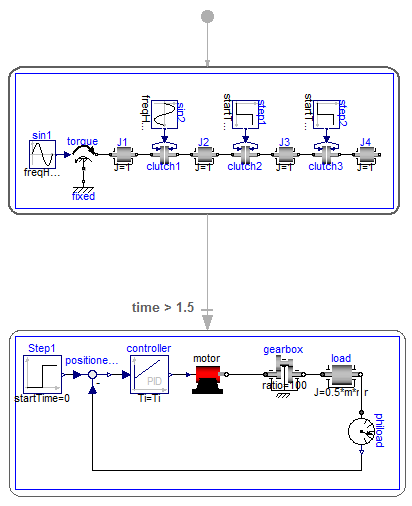 sin1
freqH...
torque
fixed
J1
J=1
freqH...
sin2
clutch1
J2
J=1
startT...
step1
clutch2
J3
J=1
startT...
step2
clutch3
J4
J=1
time > 1.5
Step1
startTime=0
positione...
-
controller
PID
Ti=Ti
motor
gearbox
ratio=100
load
J=0.5*m*r*r
phiload